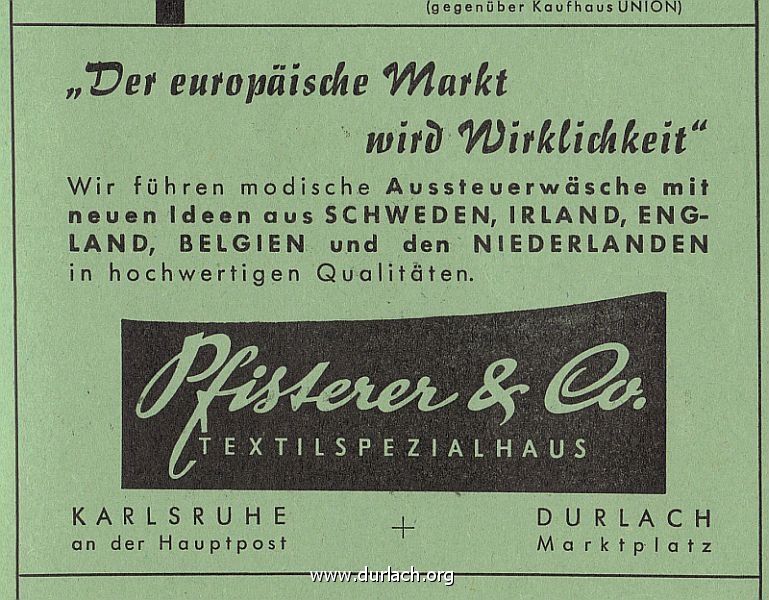 (gegenüber Kaufhaus UNION)
„Der europäische Markt
wird Wirklichkeit“
Wir führen modische Aussteuerwäsche mit
neuen Ideen aus SCHWEDEN, IRLAND, ENG-
LAND, BELGIEN und den NIEDERLANDEN
in hochwertigen Qualitäten.
Pfisterer & Co.
TEXTILSPEZIALHAUS
KARLSRUHE + DURLACH
an der Hauptpost Marktplatz
www.durlach.org